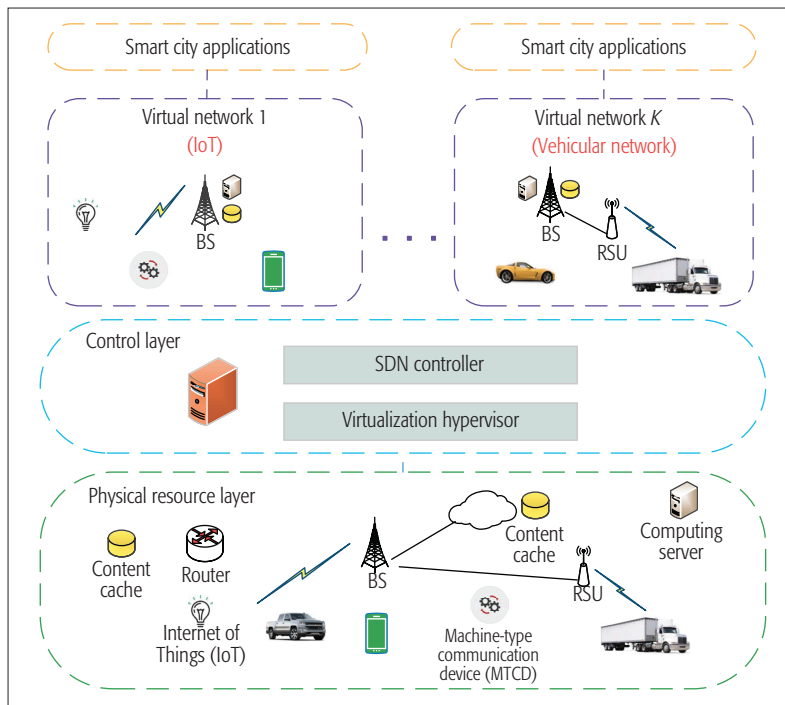 Smart city applications
Smart city applications
Virtual network 1
(IoT)
BS
. . .
Virtual network K
(Vehicular network)
BS
RSU
Control layer
SDN controller
Virtualization hypervisor
Physical resource layer
Content
cache
Router
BS
Content
cache
Computing
server
RSU
Internet of
Things (IoT)
Machine-type
communication
device (MTCD)